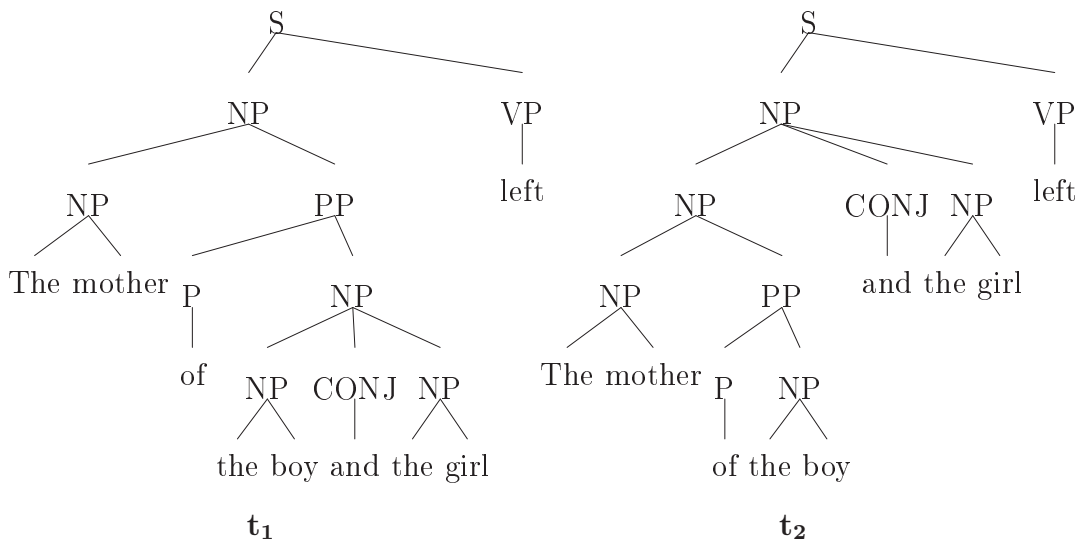 S S
NP VP NP VP
left left
NP PP NP CONJ NP
The mother P NP and the girl
NP PP
of The mother
NP CONJ NP P NP
the boy and the girl of the boy
t1 t2